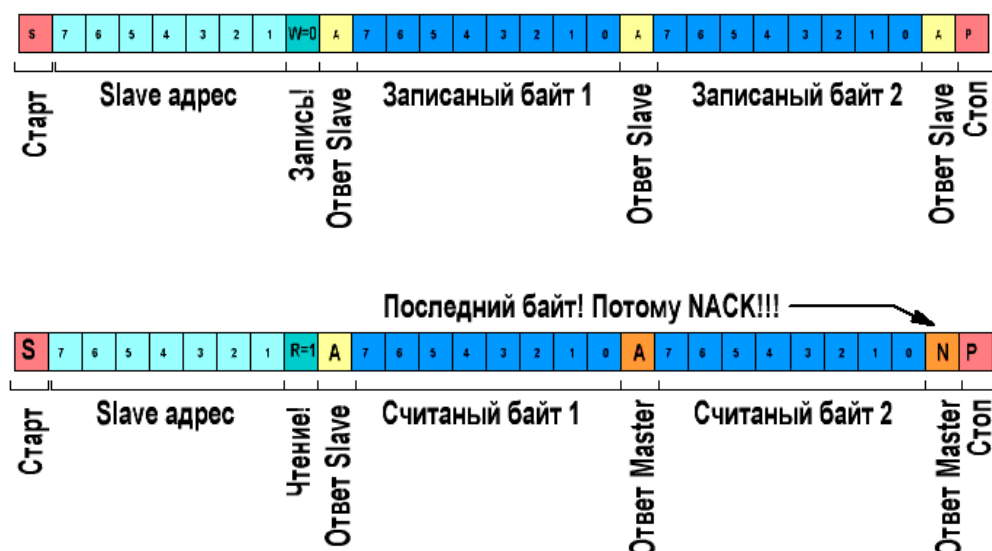 S 7 6 5 4 3 2 1 W=0 A 7 6 5 4 3 2 1 0 A 7 6 5 4 3 2 1 0 A P
Старт Slave адрес Запись! Ответ Slave Записаный байт 1 Ответ Slave Записаный байт 2 Ответ Slave Стоп
Последний байт! Потому NACK!!!
S 7 6 5 4 3 2 1 R=1 A 7 6 5 4 3 2 1 0 A 7 6 5 4 3 2 1 0 N P
Старт Slave адрес Чтение! Ответ Slave Считаный байт 1 Ответ Master Считаный байт 2 Ответ Master Стоп